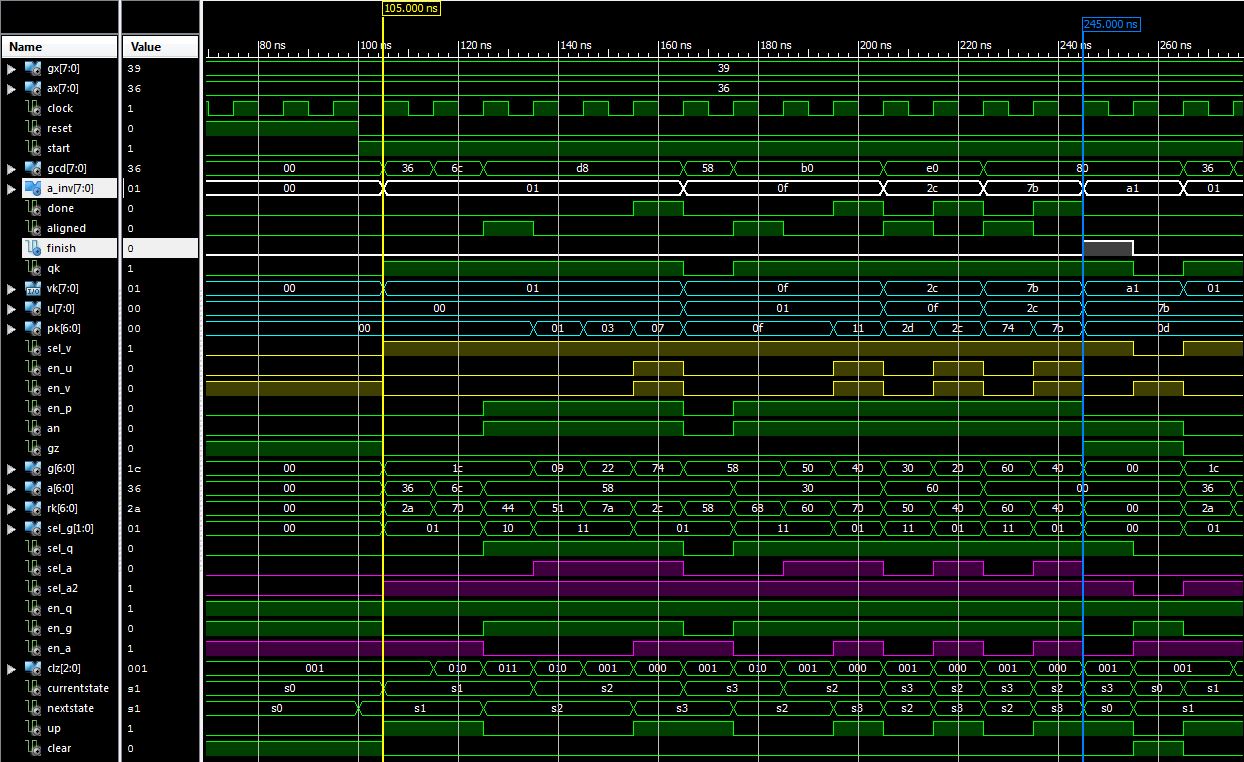 105.000 ns
245.000 ns
Name Value 80 ns 100 ns 120 ns 140 ns 160 ns 180 ns 200 ns 220 ns 240 ns 260 ns
gx[7:0] 39 39
ax[7:0] 36 36
clock 1
reset 0
start 1
gcd[7:0] 36 00 36 6c d8 58 b0 e0 80 36
a_inv[7:0] 01 00 01 0f 2c 7b a1 01
done 0
aligned 0
finish 0
qk 1
vk[7:0] 01 00 01 0f 2c 7b a1 01
u[7:0] 00 00 01 0f 2c 7b
pk[6:0] 00 00 01 03 07 0f 11 2d 2c 74 7b 0d
sel_v 1
en_u 0
en_v 0
en_p 0
an 0
gz 0
g[6:0] 1c 00 1c 09 22 74 58 50 40 30 20 60 40 00 1c
a[6:0] 36 00 36 6c 58 30 60 00 36
rk[6:0] 2a 00 2a 70 44 51 7a 2c 58 68 60 70 50 40 60 40 00 2a
sel_g[1:0] 01 00 01 10 11 01 11 01 11 01 11 01 00 01
sel_q 0
sel_a 0
sel_a2 1
en_q 1
en_g 0
en_a 1
clz[2:0] 001 001 010 011 010 001 000 001 010 001 000 001 000 001 000 001 001
currentstate s1 s0 s1 s2 s3 s2 s3 s2 s3 s2 s3 s0 s1
nextstate s1 s0 s1 s2 s3 s2 s3 s2 s3 s2 s3 s0 s1
up 1
clear 0